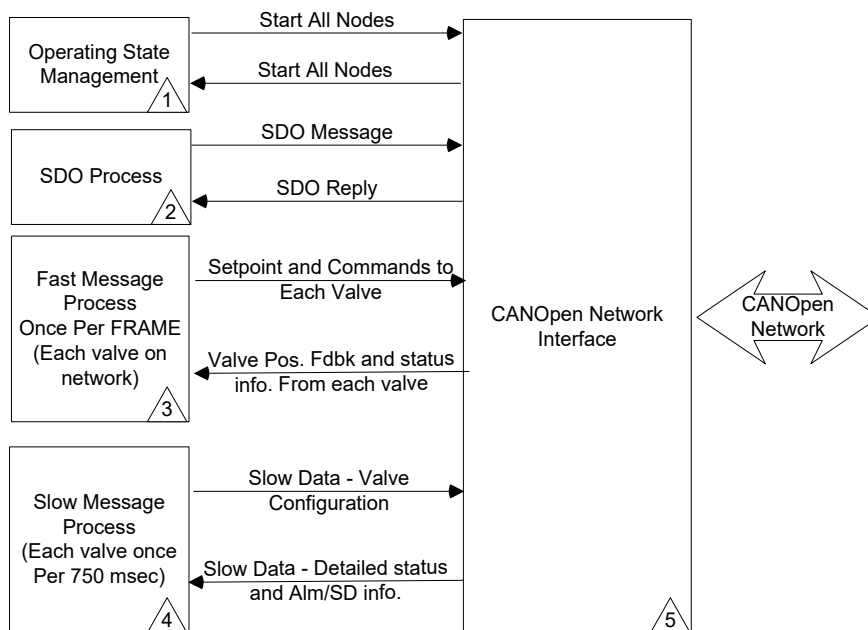 Start All Nodes
Operating State
Management
1
Start All Nodes
SDO Message
SDO Process
2
SDO Reply
Fast Message
Process
Once Per FRAME
(Each valve on
network)
3
Setpoint and Commands to
Each Valve
Valve Pos. Fdbk and status
info. From each valve
Slow Message
Process
(Each valve once
Per 750 msec)
4
Slow Data - Valve
Configuration
Slow Data - Detailed status
and Alm/SD info.
CANOpen Network
Interface
5
CANOpen
Network